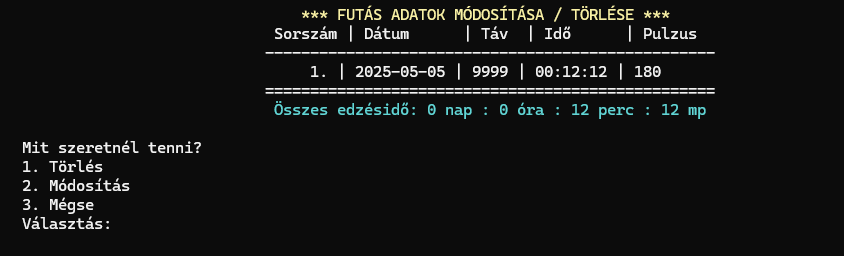 *** FUTÁS ADATOK MÓDOSÍTÁSA / TÖRLÉSE ***
Sorszám | Dátum | Táv | Idő | Pulzus
--------------------------------------------------
1. | 2025-05-05 | 9999 | 00:12:12 | 180
==================================================
Összes edzésidő: 0 nap : 0 óra : 12 perc : 12 mp
Mit szeretnél tenni?
1. Törlés
2. Módosítás
3. Mégse
Választás: